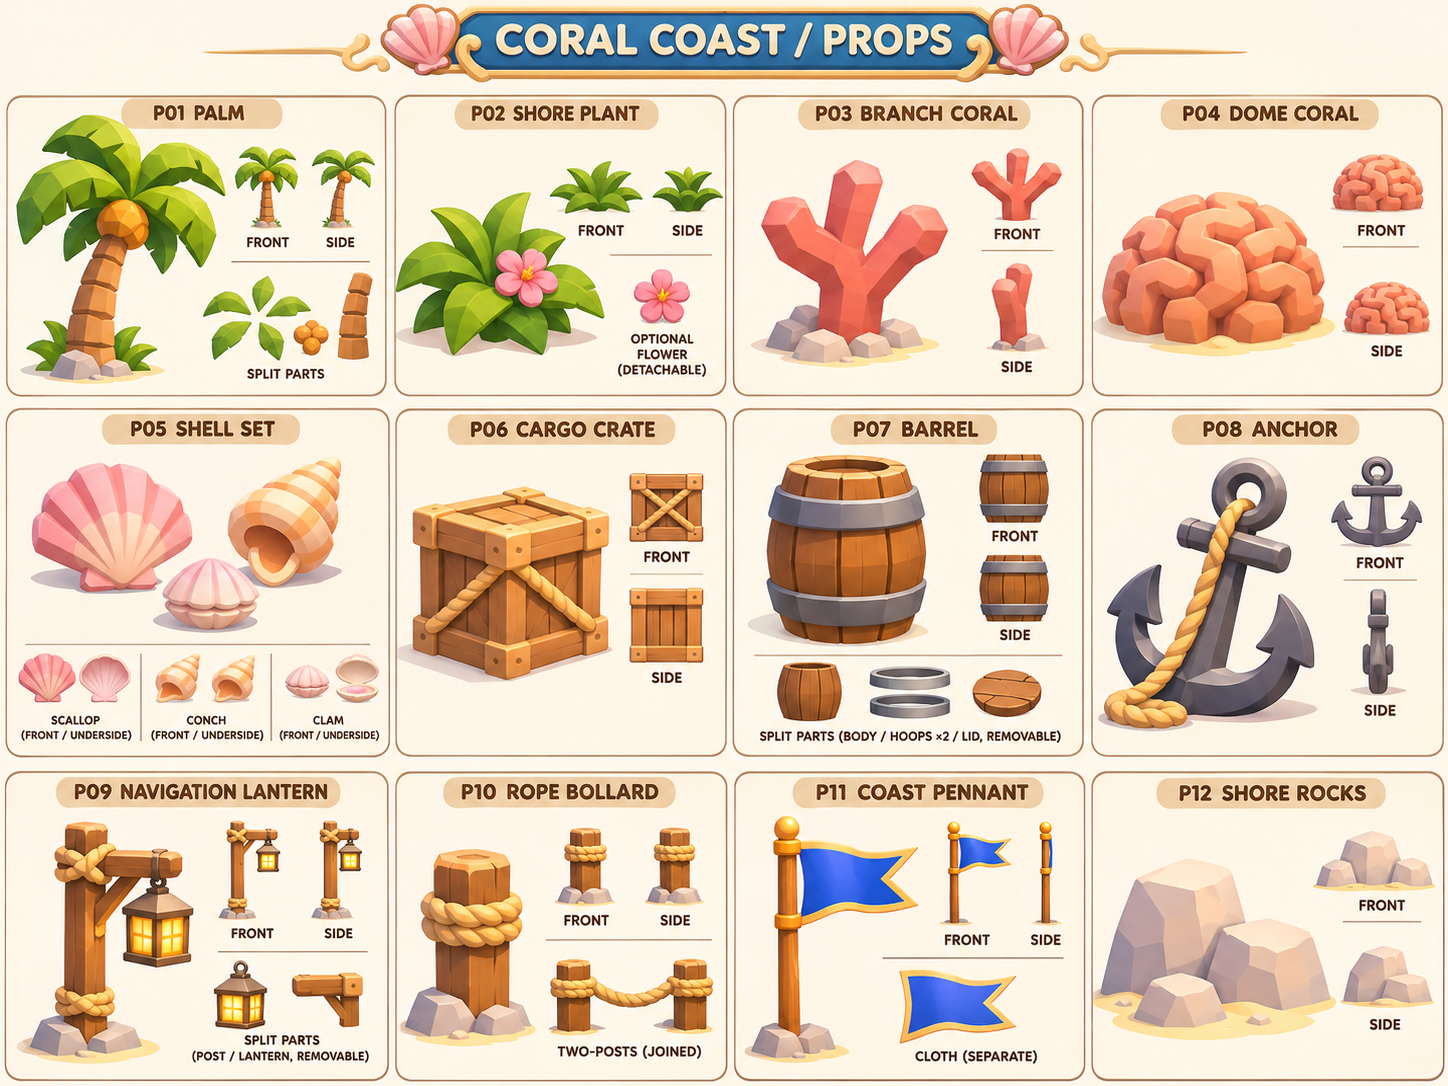 CORAL COAST / PROPS
P01 PALM
FRONT
SIDE
SPLIT PARTS
P02 SHORE PLANT
FRONT
SIDE
OPTIONAL
FLOWER
(DETACHABLE)
P03 BRANCH CORAL
FRONT
SIDE
P04 DOME CORAL
FRONT
SIDE
P05 SHELL SET
SCALLOP
(FRONT / UNDERSIDE)
CONCH
(FRONT / UNDERSIDE)
CLAM
(FRONT / UNDERSIDE)
P06 CARGO CRATE
FRONT
SIDE
P07 BARREL
FRONT
SIDE
SPLIT PARTS (BODY / HOOPS ×2 / LID, REMOVABLE)
P08 ANCHOR
FRONT
SIDE
P09 NAVIGATION LANTERN
FRONT
SIDE
SPLIT PARTS
(POST / LANTERN, REMOVABLE)
P10 ROPE BOLLARD
FRONT
SIDE
TWO-POSTS (JOINED)
P11 COAST PENNANT
FRONT
SIDE
CLOTH (SEPARATE)
P12 SHORE ROCKS
FRONT
SIDE